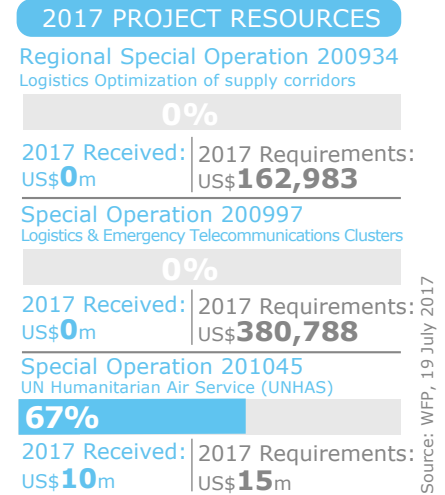 2017 PROJECT RESOURCES
Regional Special Operation 200934
Logistics Optimization of supply corridors
0%
2017 Received: 2017 Requirements:
US$0m US$162,983
Special Operation 200997
Logistics & Emergency Telecommunications Clusters
0%
2017 Received: 2017 Requirements:
US$0m US$380,788
Special Operation 201045
UN Humanitarian Air Service (UNHAS)
67%
2017 Received: 2017 Requirements:
US$10m US$15m
Source: WFP, 19 July 2017